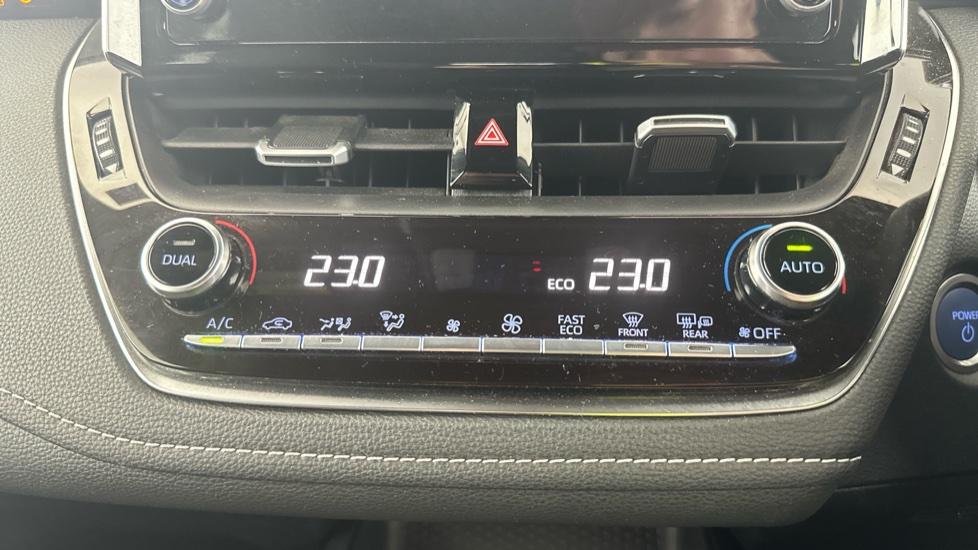 DUAL
23.0
ECO 23.0
AUTO
A/C
FAST
ECO
FRONT
REAR
OFF
POWER